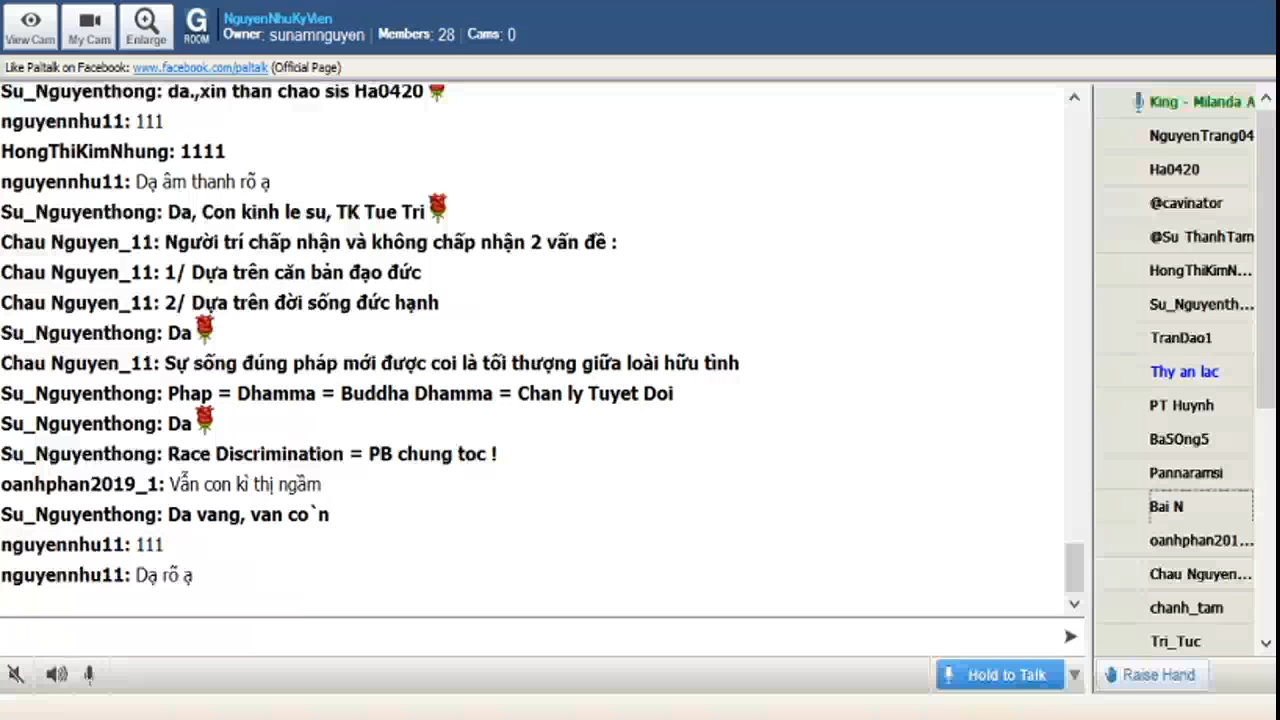 View Cam
My Cam
Enlarge
G
ROOM
NguyenNhuKyVien
Owner: sunamnguyen | Members: 28 | Cams: 0
Like Paltalk on Facebook: www.facebook.com/paltalk (Official Page)
Su_Nguyenthong: da.,xin than chao sis Ha0420
nguyennhu11: 111
HongThiKimNhung: 1111
nguyennhu11: Dạ âm thanh rõ ạ
Su_Nguyenthong: Da, Con kinh le su, TK Tue Tri
Chau Nguyen_11: Người trí chấp nhận và không chấp nhận 2 vấn đề :
Chau Nguyen_11: 1/ Dựa trên căn bản đạo đức
Chau Nguyen_11: 2/ Dựa trên đời sống đức hạnh
Su_Nguyenthong: Da
Chau Nguyen_11: Sự sống đúng pháp mới được coi là tối thượng giữa loài hữu tình
Su_Nguyenthong: Phap = Dhamma = Buddha Dhamma = Chan ly Tuyet Doi
Su_Nguyenthong: Da
Su_Nguyenthong: Race Discrimination = PB chung toc !
oanhphan2019_1: Vẫn con kì thị ngầm
Su_Nguyenthong: Da vang, van co`n
nguyennhu11: 111
nguyennhu11: Dạ rõ ạ
King - Milanda A
NguyenTrang04
Ha0420
@cavinator
@Su ThanhTam
HongThiKimN...
Su_Nguyenth...
TranDao1
Thy an lac
PT Huynh
BaSOng5
Pannaramsi
Bai N
oanhphan201...
Chau Nguyen...
chanh_tam
Tri_Tuc
Hold to Talk
Raise Hand